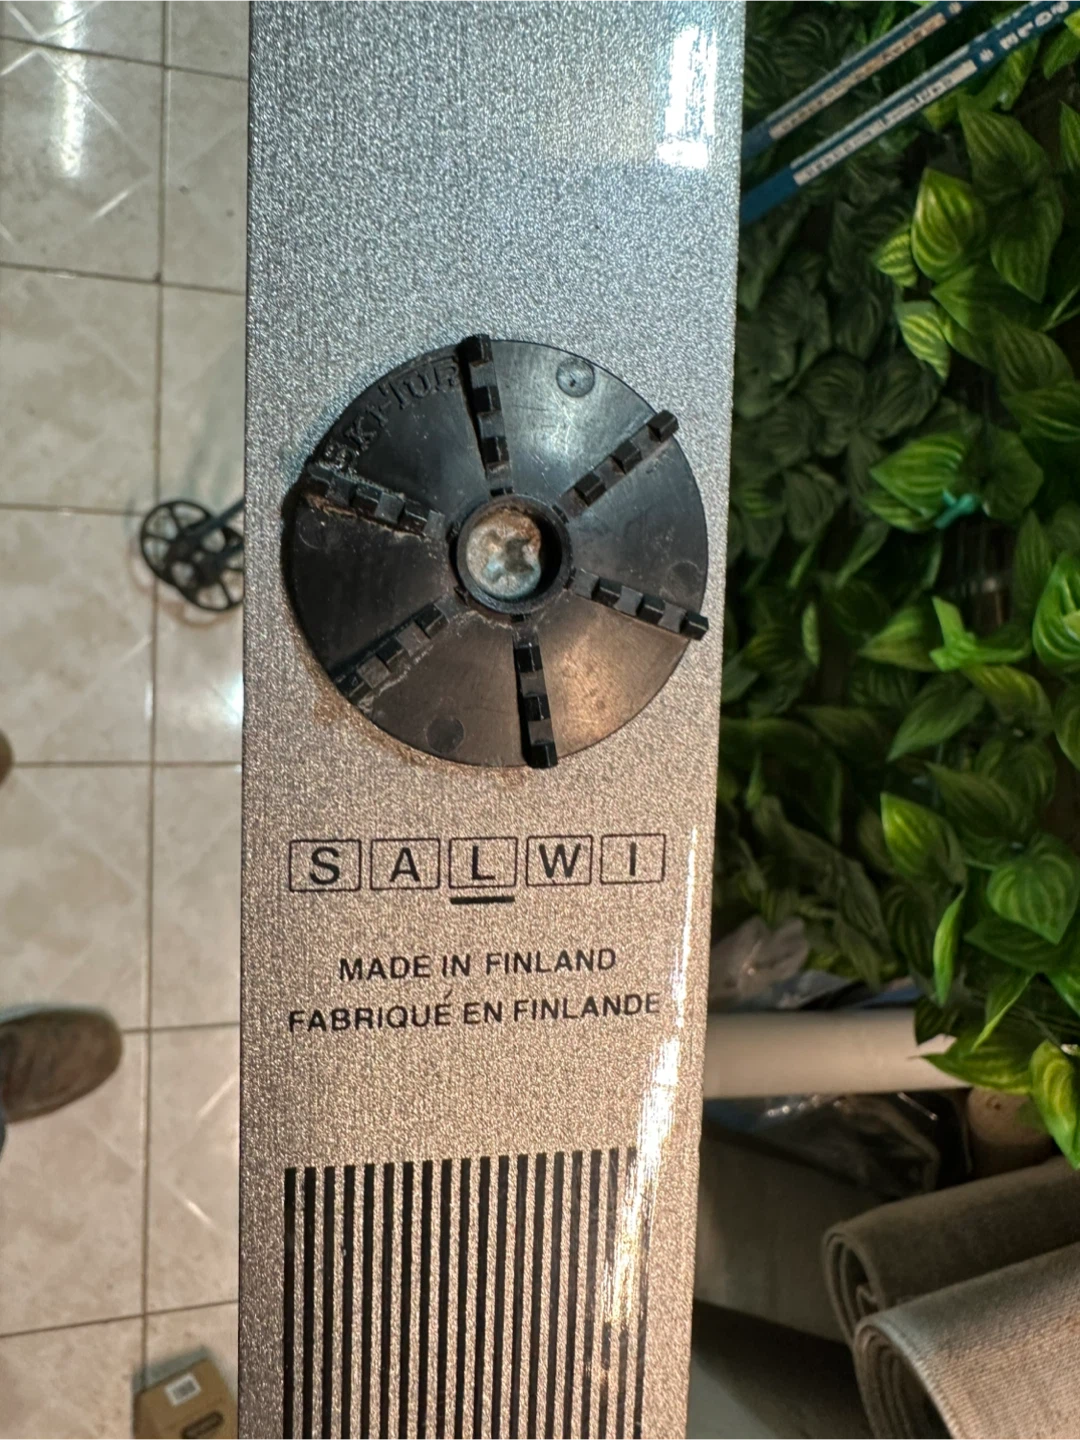 SKI-TUR
SALWI
MADE IN FINLAND
FABRIQUÉ EN FINLANDE